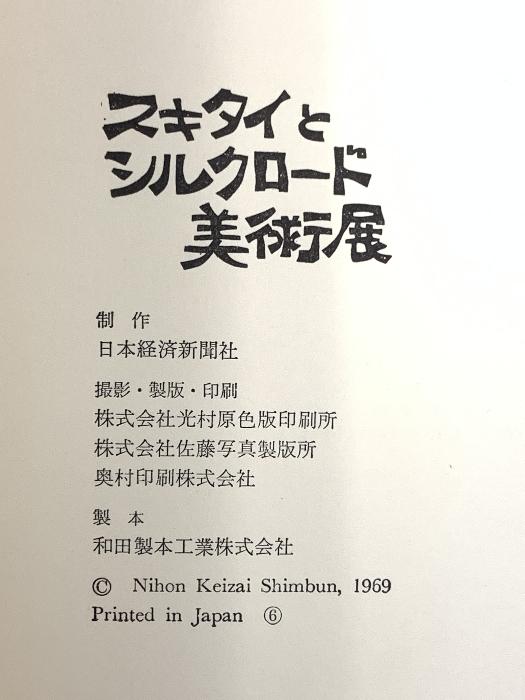 スキタイと
シルクロード
美術展
制 作
日本経済新聞社
撮影・製版・印刷
株式会社光村原色版印刷所
株式会社佐藤写真製版所
奥村印刷株式会社
製 本
和田製本工業株式会社
© Nihon Keizai Shimbun, 1969
Printed in Japan ⑥